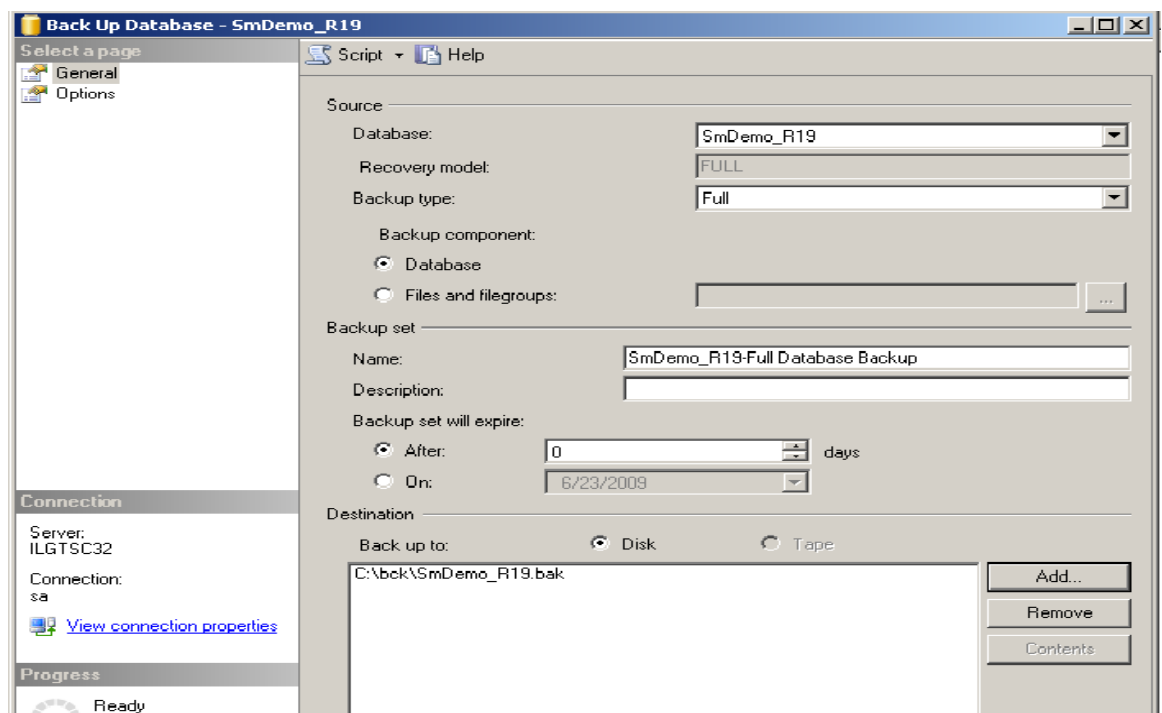 Back Up Database - SmDemo_R19
Select a page
General
Options
Script
Help
Source
Database:
SmDemo_R19
Recovery model:
FULL
Backup type:
Full
Backup component:
Database
Files and filegroups:
...
Backup set
Name:
SmDemo_R19-Full Database Backup
Description:
Backup set will expire:
After:
0
days
On:
6/23/2009
Destination
Back up to:
Disk
Tape
C:\bck\SmDemo_R19.bak
Add...
Remove
Contents
Connection
Server:
ILGTSC32
Connection:
sa
View connection properties
Progress
Ready